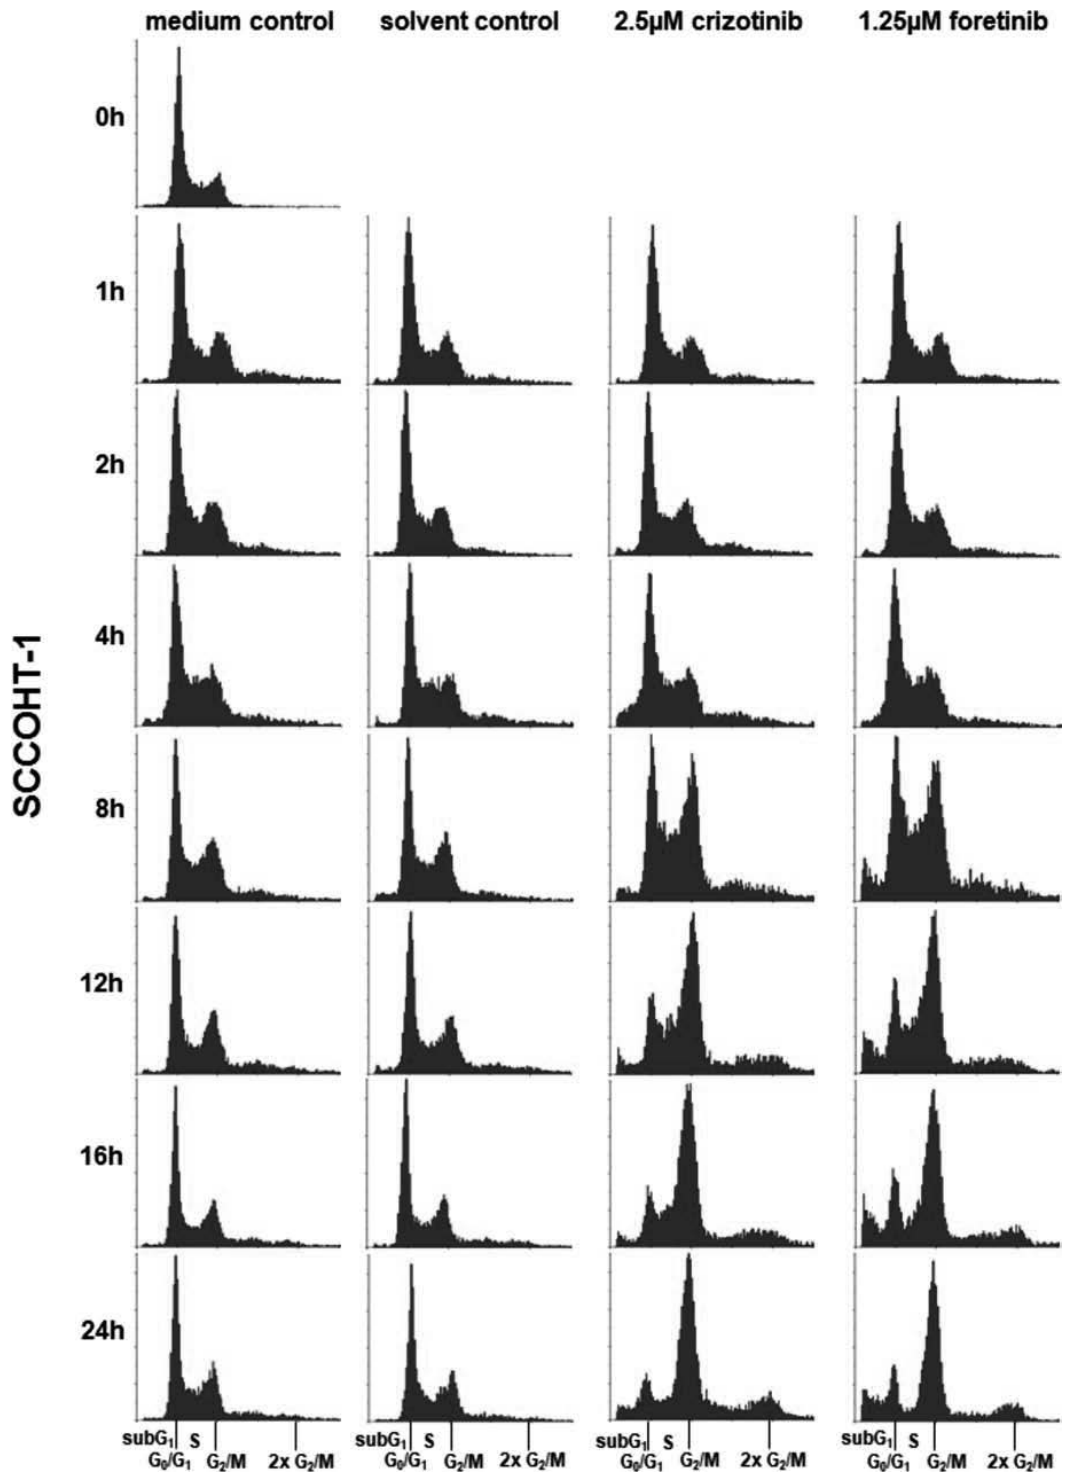 medium control solvent control 2.5µM crizotinib 1.25µM foretinib
0h
1h
2h
4h
SCCOHT-1
8h
12h
16h
24h
subG1 S subG1 S subG1 S subG1 S
G0/G1 G2/M 2x G2/M G0/G1 G2/M 2x G2/M G0/G1 G2/M 2x G2/M G0/G1 G2/M 2x G2/M